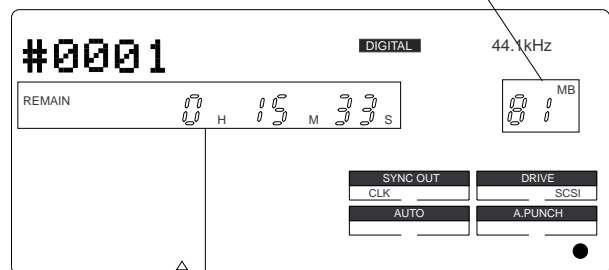 #0001 DIGITAL 44.1kHz
REMAIN 0 H 15 M 33 S 81 MB
SYNC OUT DRIVE
CLK SCSI
AUTO A.PUNCH